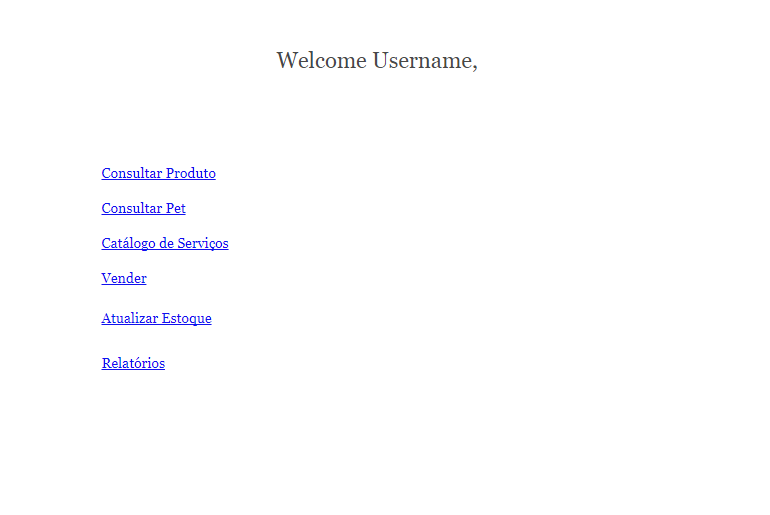 Welcome Username,
Consultar Produto
Consultar Pet
Catálogo de Serviços
Vender
Atualizar Estoque
Relatórios